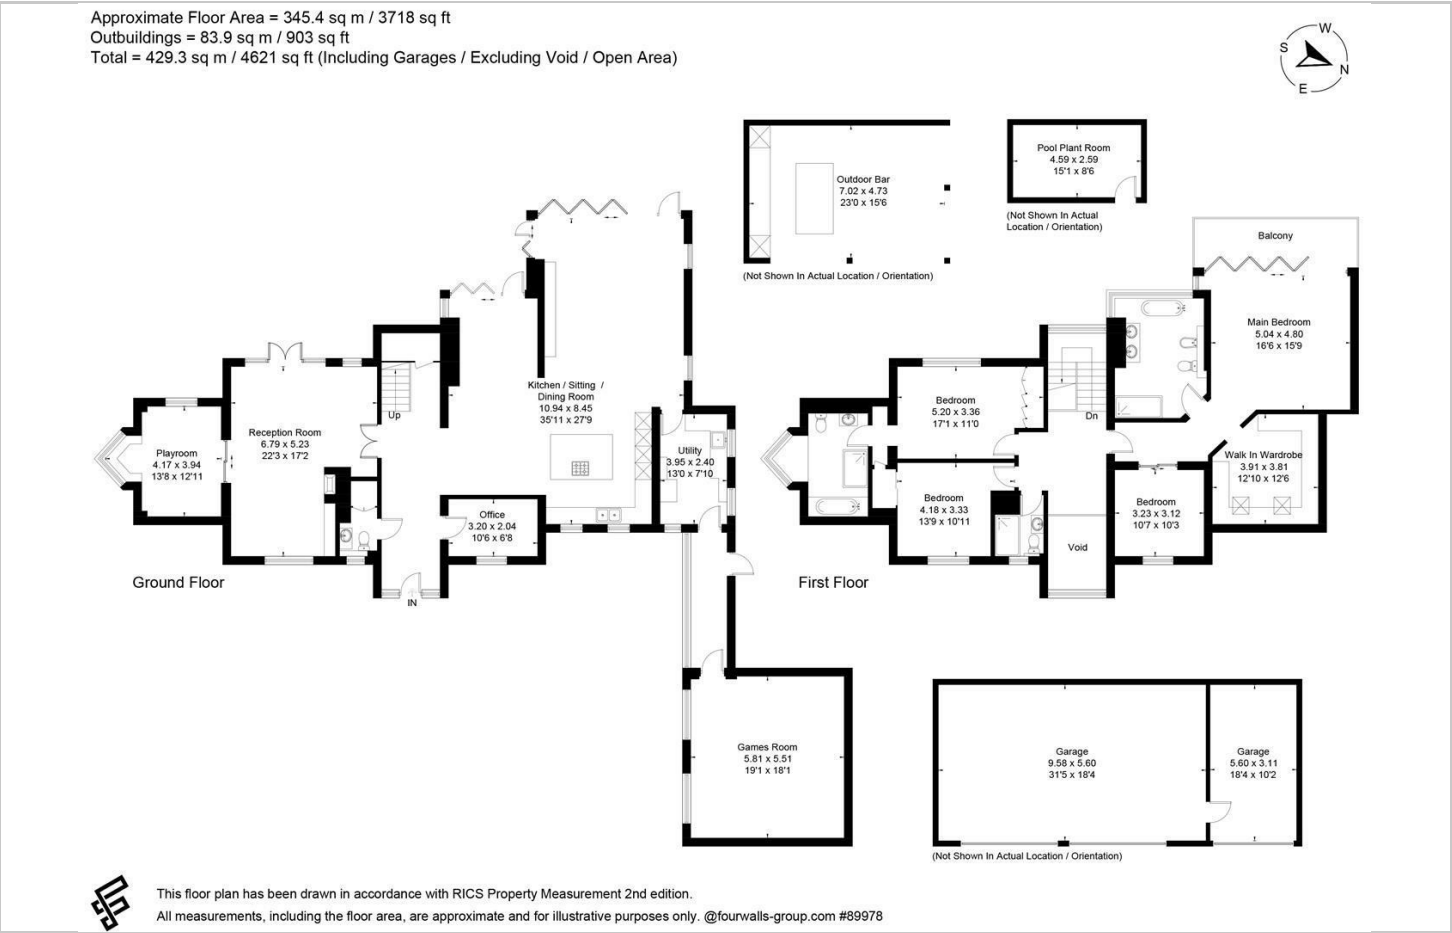 Approximate Floor Area = 345.4 sq m / 3718 sq ft
Outbuildings = 83.9 sq m / 903 sq ft
Total = 429.3 sq m / 4621 sq ft (Including Garages / Excluding Void / Open Area)
W
S
N
E
Outdoor Bar
7.02 x 4.73
23'0 x 15'6
(Not Shown In Actual Location / Orientation)
Pool Plant Room
4.59 x 2.59
15'1 x 8'6
(Not Shown In Actual
Location / Orientation)
Balcony
Main Bedroom
5.04 x 4.80
16'6 x 15'9
Kitchen / Sitting /
Dining Room
10.94 x 8.45
35'11 x 27'9
Up
Reception Room
6.79 x 5.23
22'3 x 17'2
Playroom
4.17 x 3.94
13'8 x 12'11
Utility
3.95 x 2.40
13'0 x 7'10
Office
3.20 x 2.04
10'6 x 6'8
IN
Ground Floor
Bedroom
5.20 x 3.36
17'1 x 11'0
Dn
Walk In Wardrobe
3.91 x 3.81
12'10 x 12'6
Bedroom
4.18 x 3.33
13'9 x 10'11
Bedroom
3.23 x 3.12
10'7 x 10'3
Void
First Floor
Games Room
5.81 x 5.51
19'1 x 18'1
Garage
9.58 x 5.60
31'5 x 18'4
Garage
5.60 x 3.11
18'4 x 10'2
(Not Shown In Actual Location / Orientation)
This floor plan has been drawn in accordance with RICS Property Measurement 2nd edition.
All measurements, including the floor area, are approximate and for illustrative purposes only. @fourwalls-group.com #89978